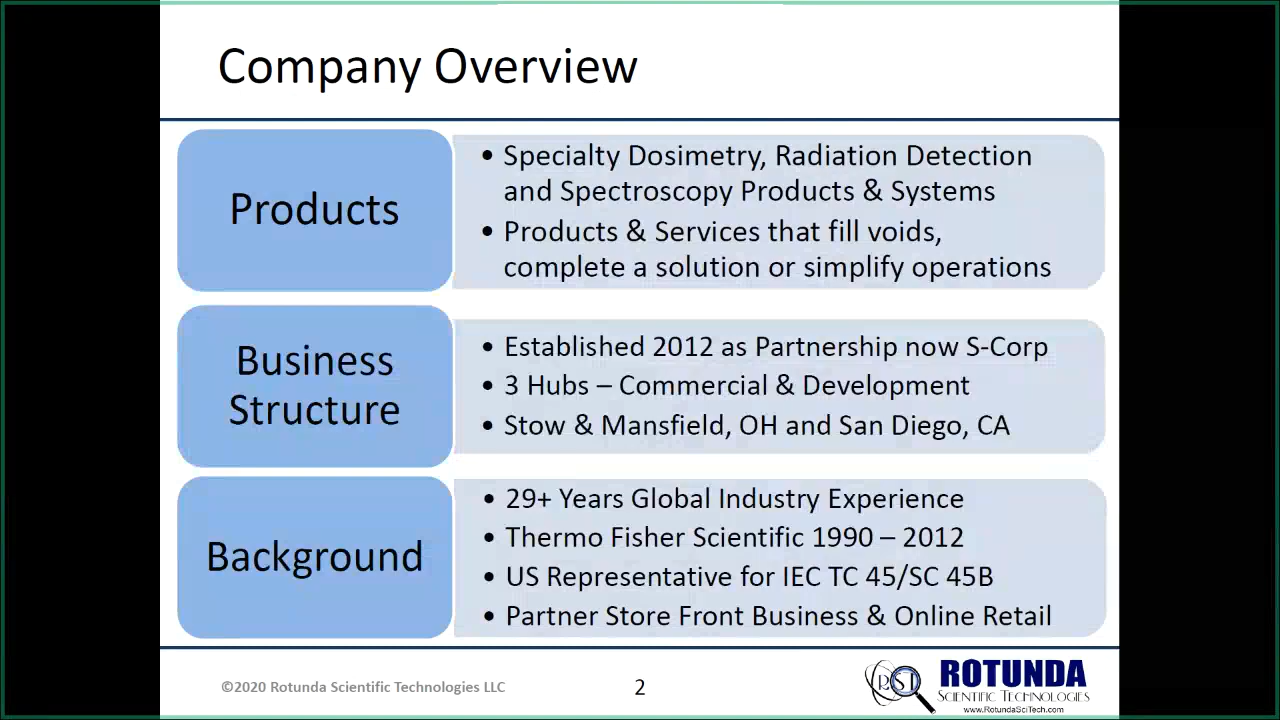 Company Overview
Products
• Specialty Dosimetry, Radiation Detection
and Spectroscopy Products & Systems
• Products & Services that fill voids,
complete a solution or simplify operations
Business
Structure
• Established 2012 as Partnership now S-Corp
• 3 Hubs – Commercial & Development
• Stow & Mansfield, OH and San Diego, CA
Background
• 29+ Years Global Industry Experience
• Thermo Fisher Scientific 1990 – 2012
• US Representative for IEC TC 45/SC 45B
• Partner Store Front Business & Online Retail
©2020 Rotunda Scientific Technologies LLC
2
RST
ROTUNDA
SCIENTIFIC TECHNOLOGIES
www.RotundaSciTech.com